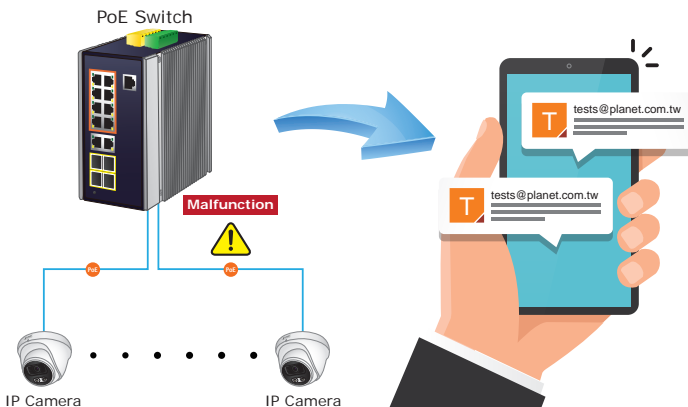 PoE Switch
T
tests@planet.com.tw
T
tests@planet.com.tw
Malfunction
PoE
PoE
IP Camera
IP Camera